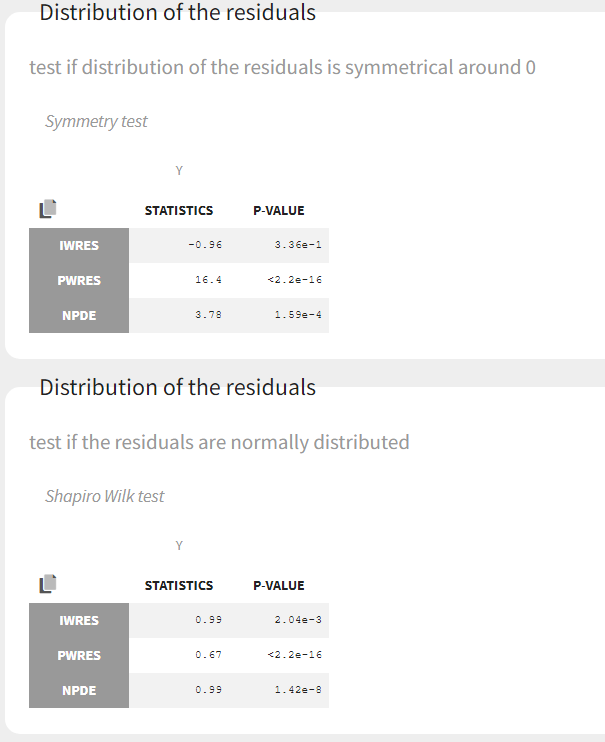 Distribution of the residuals
test if distribution of the residuals is symmetrical around 0
Symmetry test
Y
STATISTICS P-VALUE
IWRES -0.96 3.36e-1
PWRES 16.4 <2.2e-16
NPDE 3.78 1.59e-4
Distribution of the residuals
test if the residuals are normally distributed
Shapiro Wilk test
Y
STATISTICS P-VALUE
IWRES 0.99 2.04e-3
PWRES 0.67 <2.2e-16
NPDE 0.99 1.42e-8